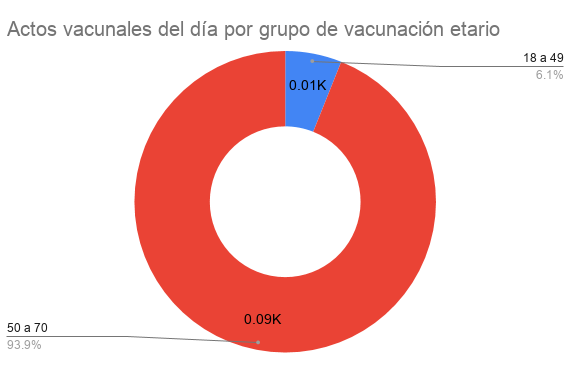 Actos vacunales del día por grupo de vacunación etario
18 a 49
6.1%
0.01K
0.09K
50 a 70
93.9%